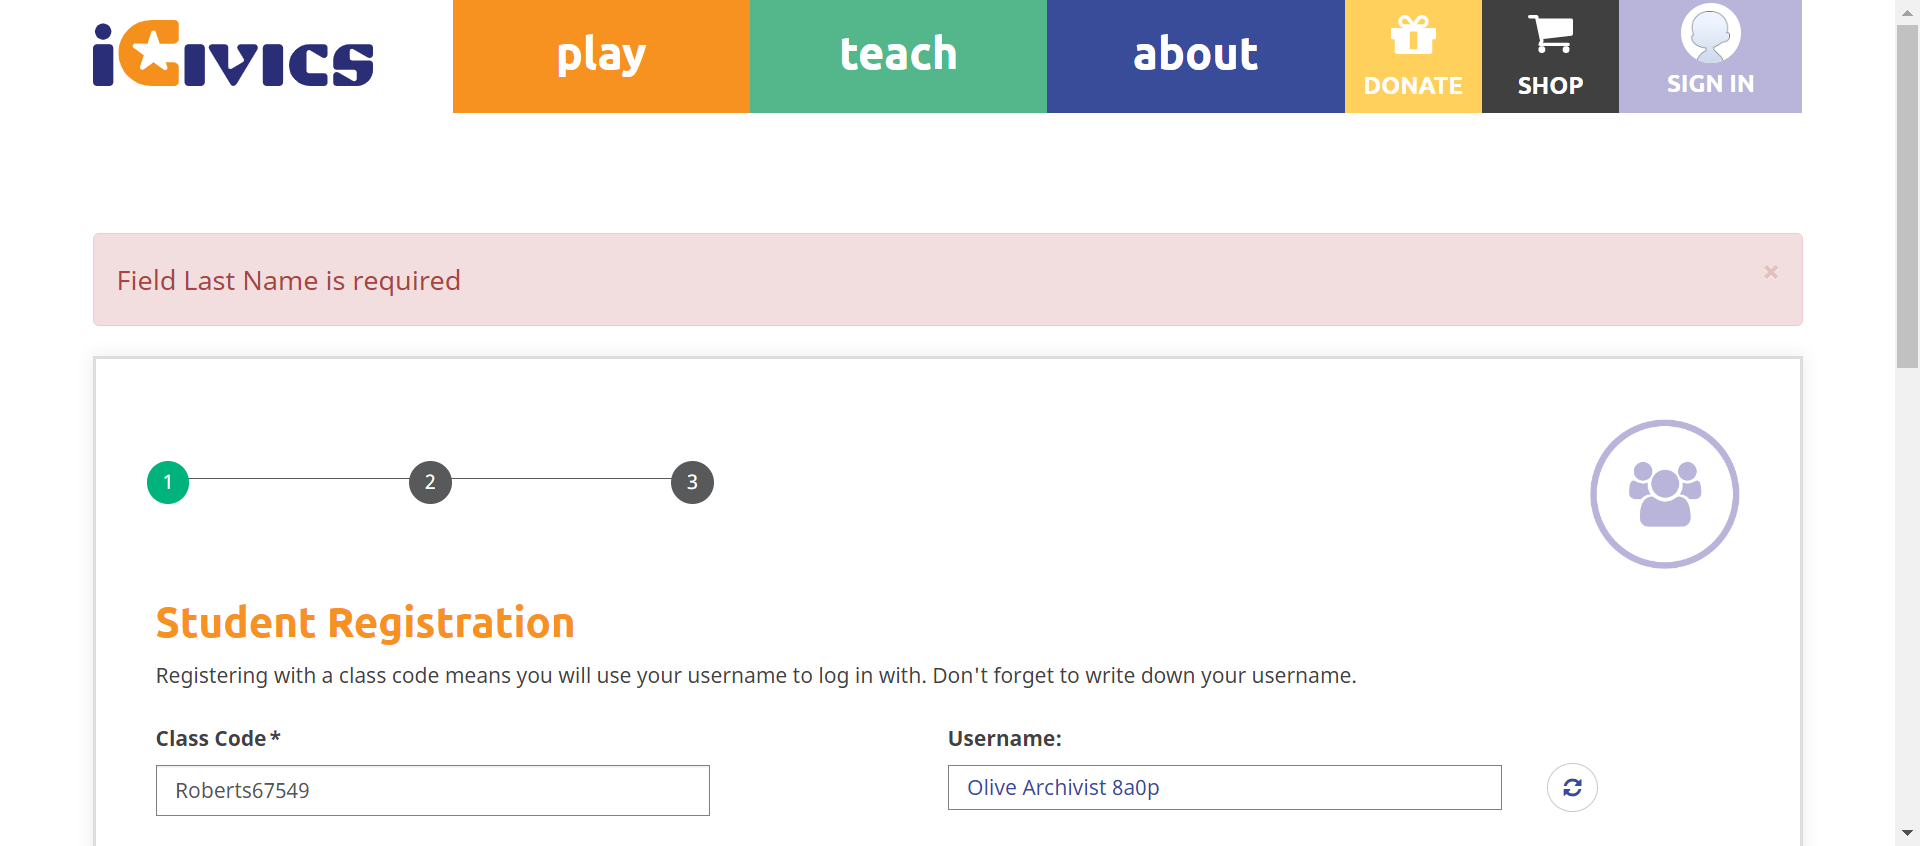 iCivics
play
teach
about
DONATE
SHOP
SIGN IN
Field Last Name is required
×
1
2
3
Student Registration
Registering with a class code means you will use your username to log in with. Don't forget to write down your username.
Class Code*
Username:
Roberts67549
Olive Archivist 8a0p